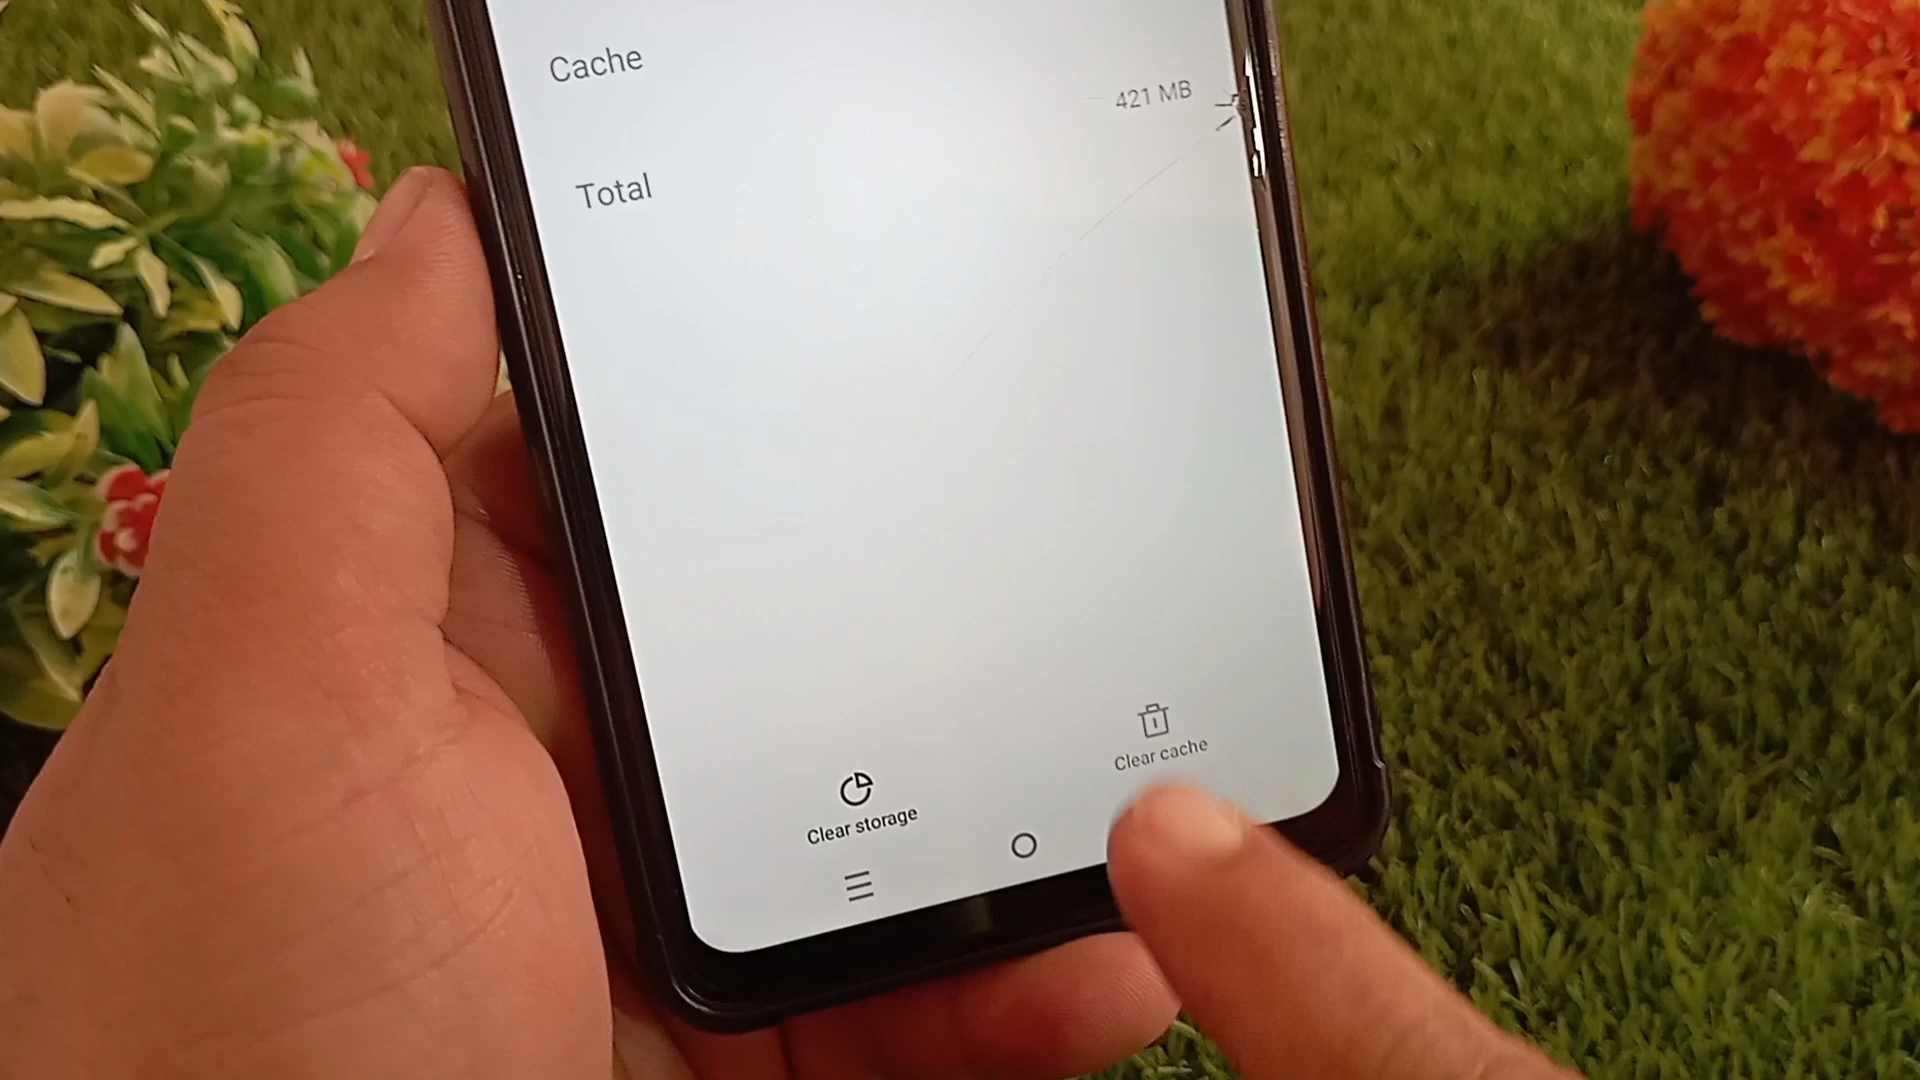 Cache
421 MB
Total
Clear storage
Clear cache